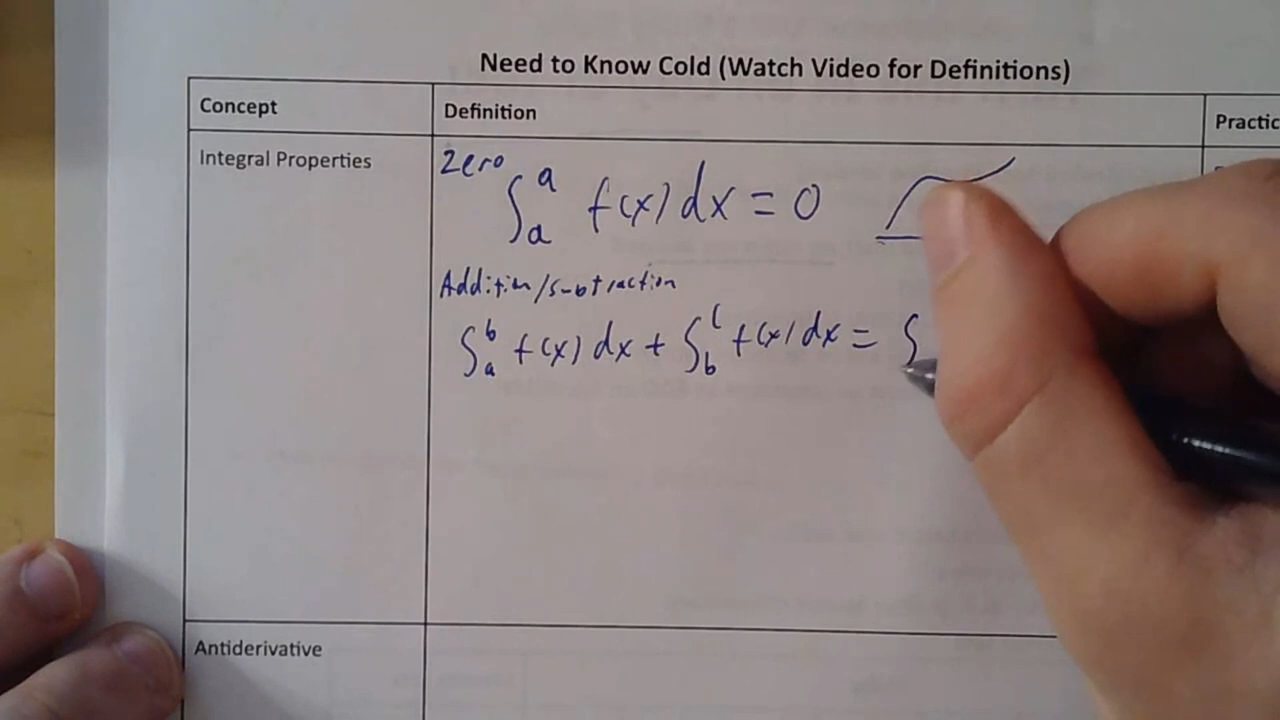 Need to Know Cold (Watch Video for Definitions)
Concept
Definition
Practic
Integral Properties
Zero
∫ₐᵃ f(x) dx = 0
Addition/subtraction
∫ₐᵇ f(x) dx + ∫_b^c f(x) dx = ∫
Antiderivative